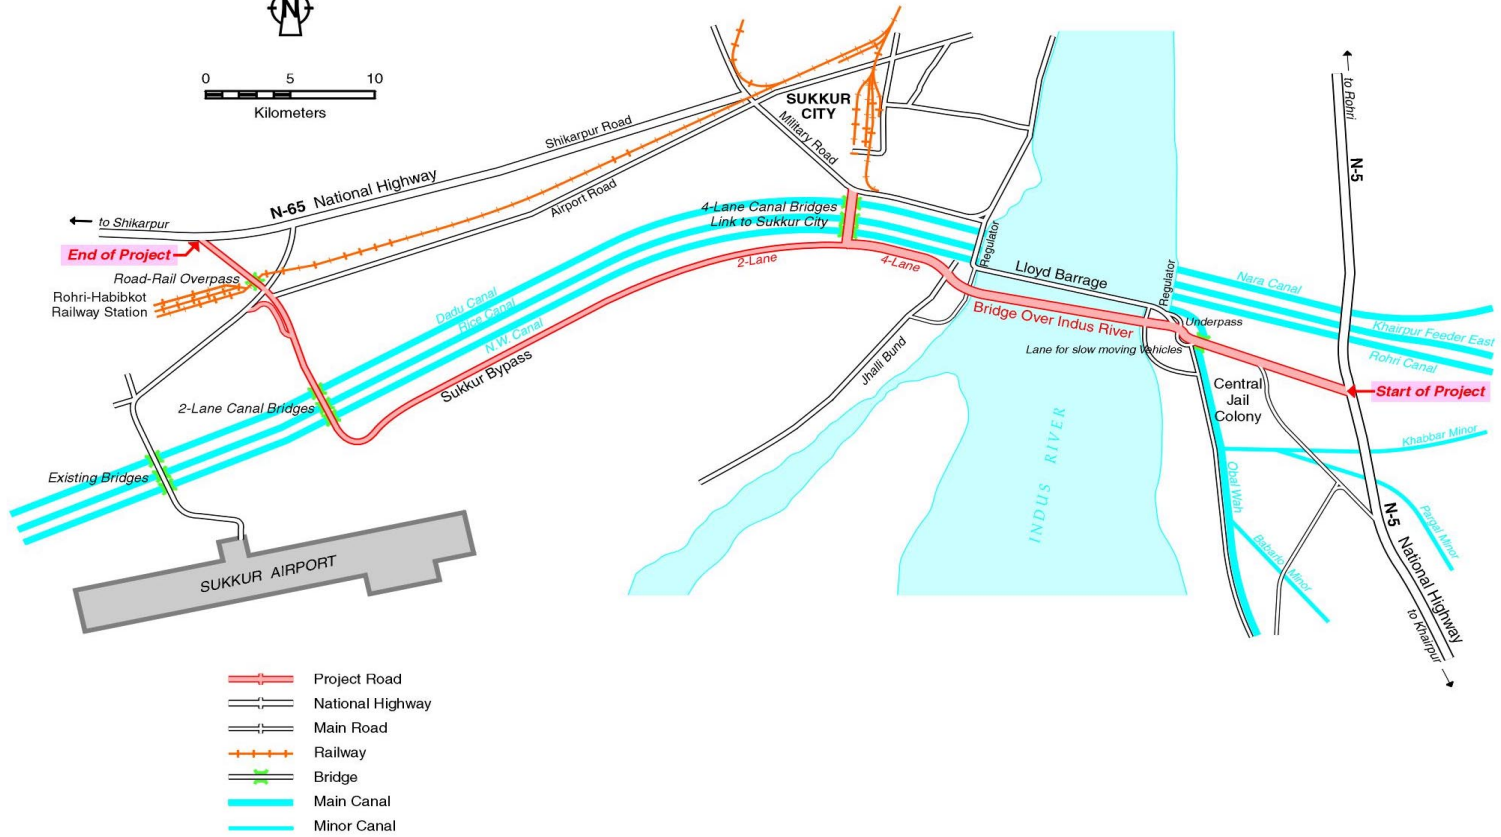 N
0 5 10
Kilometers
to Rohri
N-5
SUKKUR
CITY
Military Road
Shikarpur Road
N-65 National Highway
Airport Road
to Shikarpur
End of Project
Road-Rail Overpass
Rohri-Habibkot
Railway Station
4-Lane Canal Bridges
Link to Sukkur City
2-Lane
4-Lane
Regulator
Lloyd Barrage
Regulator
Nara Canal
Khairpur Feeder East
Rohri Canal
Bridge Over Indus River
Underpass
Lane for slow moving Vehicles
Dadu Canal
Rice Canal
N.W. Canal
Sukkur Bypass
Jhalli Bund
Central
Jail
Colony
Start of Project
2-Lane Canal Bridges
Existing Bridges
INDUS RIVER
Khabbar Minor
Obal Wah
Pargal Minor
Babarloi Minor
N-5 National Highway
to Khairpur
SUKKUR AIRPORT
Project Road
National Highway
Main Road
Railway
Bridge
Main Canal
Minor Canal